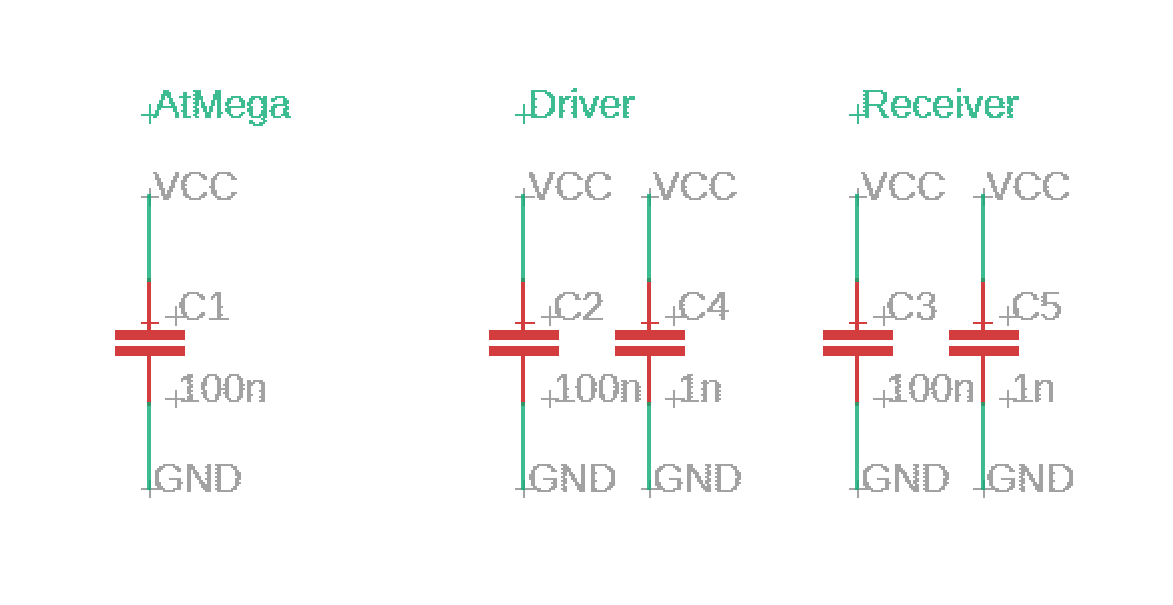 AtMega Driver Receiver
VCC VCC VCC VCC VCC
C1 C2 C4 C3 C5
100n 100n 1n 100n 1n
GND GND GND GND GND